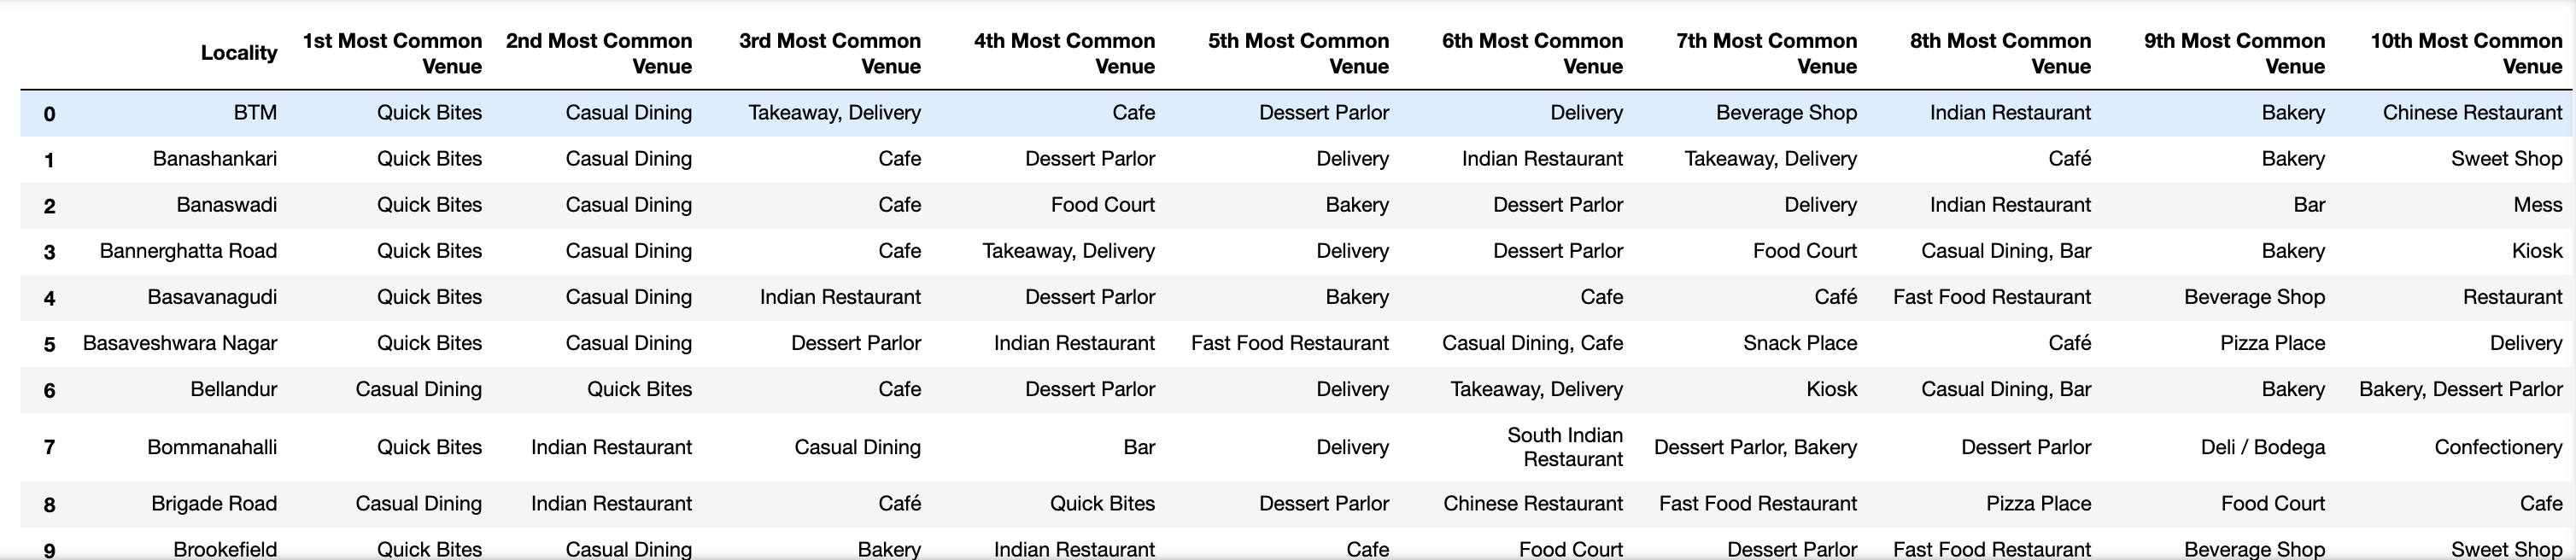 Locality 1st Most Common Venue 2nd Most Common Venue 3rd Most Common Venue 4th Most Common Venue 5th Most Common Venue 6th Most Common Venue 7th Most Common Venue 8th Most Common Venue 9th Most Common Venue 10th Most Common Venue
0 BTM Quick Bites Casual Dining Takeaway, Delivery Cafe Dessert Parlor Delivery Beverage Shop Indian Restaurant Bakery Chinese Restaurant
1 Banashankari Quick Bites Casual Dining Cafe Dessert Parlor Delivery Indian Restaurant Takeaway, Delivery Café Bakery Sweet Shop
2 Banaswadi Quick Bites Casual Dining Cafe Food Court Bakery Dessert Parlor Delivery Indian Restaurant Bar Mess
3 Bannerghatta Road Quick Bites Casual Dining Cafe Takeaway, Delivery Delivery Dessert Parlor Food Court Casual Dining, Bar Bakery Kiosk
4 Basavanagudi Quick Bites Casual Dining Indian Restaurant Dessert Parlor Bakery Cafe Café Fast Food Restaurant Beverage Shop Restaurant
5 Basaveshwara Nagar Quick Bites Casual Dining Dessert Parlor Indian Restaurant Fast Food Restaurant Casual Dining, Cafe Snack Place Café Pizza Place Delivery
6 Bellandur Casual Dining Quick Bites Cafe Dessert Parlor Delivery Takeaway, Delivery Kiosk Casual Dining, Bar Bakery Bakery, Dessert Parlor
7 Bommanahalli Quick Bites Indian Restaurant Casual Dining Bar Delivery South Indian Restaurant Dessert Parlor, Bakery Dessert Parlor Deli / Bodega Confectionery
8 Brigade Road Casual Dining Indian Restaurant Café Quick Bites Dessert Parlor Chinese Restaurant Fast Food Restaurant Pizza Place Food Court Cafe
9 Brookefield Quick Bites Casual Dining Bakery Indian Restaurant Cafe Food Court Dessert Parlor Fast Food Restaurant Beverage Shop Sweet Shop